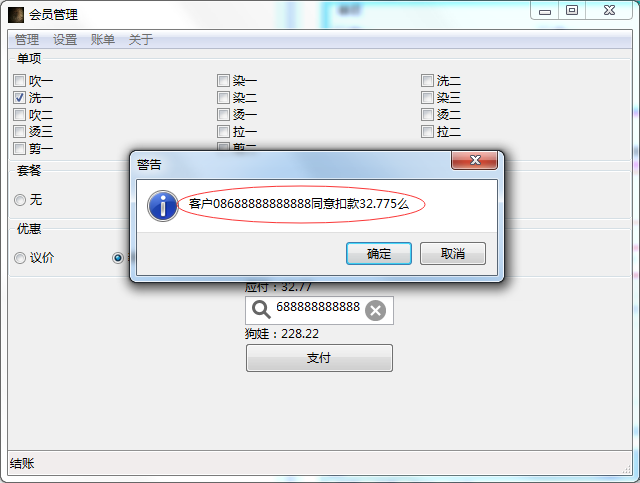 会员管理
管理 设置 账单 关于
单项
吹一 染一 洗二
洗一 染二 染三
吹二 烫一 烫二
烫三 拉一 拉二
剪一 剪二
警告
套餐
客户08688888888888同意扣款32.775么
无
优惠
确定 取消
议价
应付：32.77
688888888888
狗娃：228.22
支付
结账